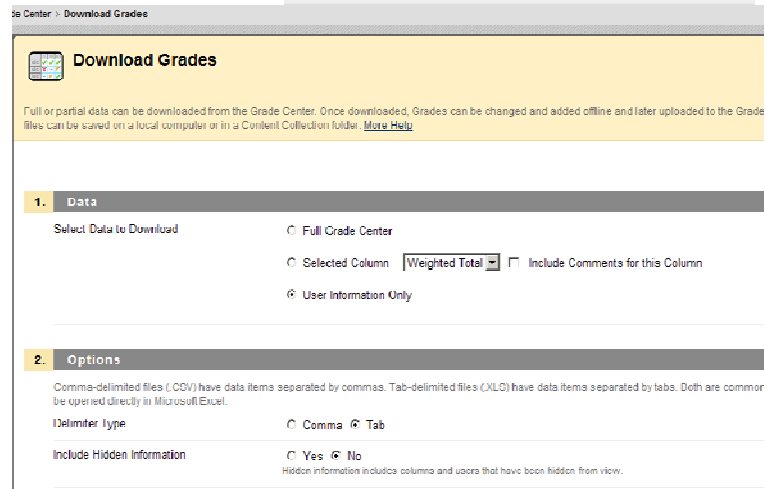 de Center > Download Grades
Download Grades
Full or partial data can be downloaded from the Grade Center. Once downloaded, Grades can be changed and added offline and later uploaded to the Grade
files can be saved on a local computer or in a Content Collection folder. More Help
1. Data
Select Data to Download
Full Grade Center
Selected Column Weighted Total Include Comments for this Column
User Information Only
2. Options
Comma-delimited files (.CSV) have data items separated by commas. Tab-delimited files (.XLS) have data items separated by tabs. Both are common
be opened directly in Microsoft Excel.
Delimiter Type Comma Tab
Include Hidden Information Yes No
Hidden information includes columns and users that have been hidden from view.